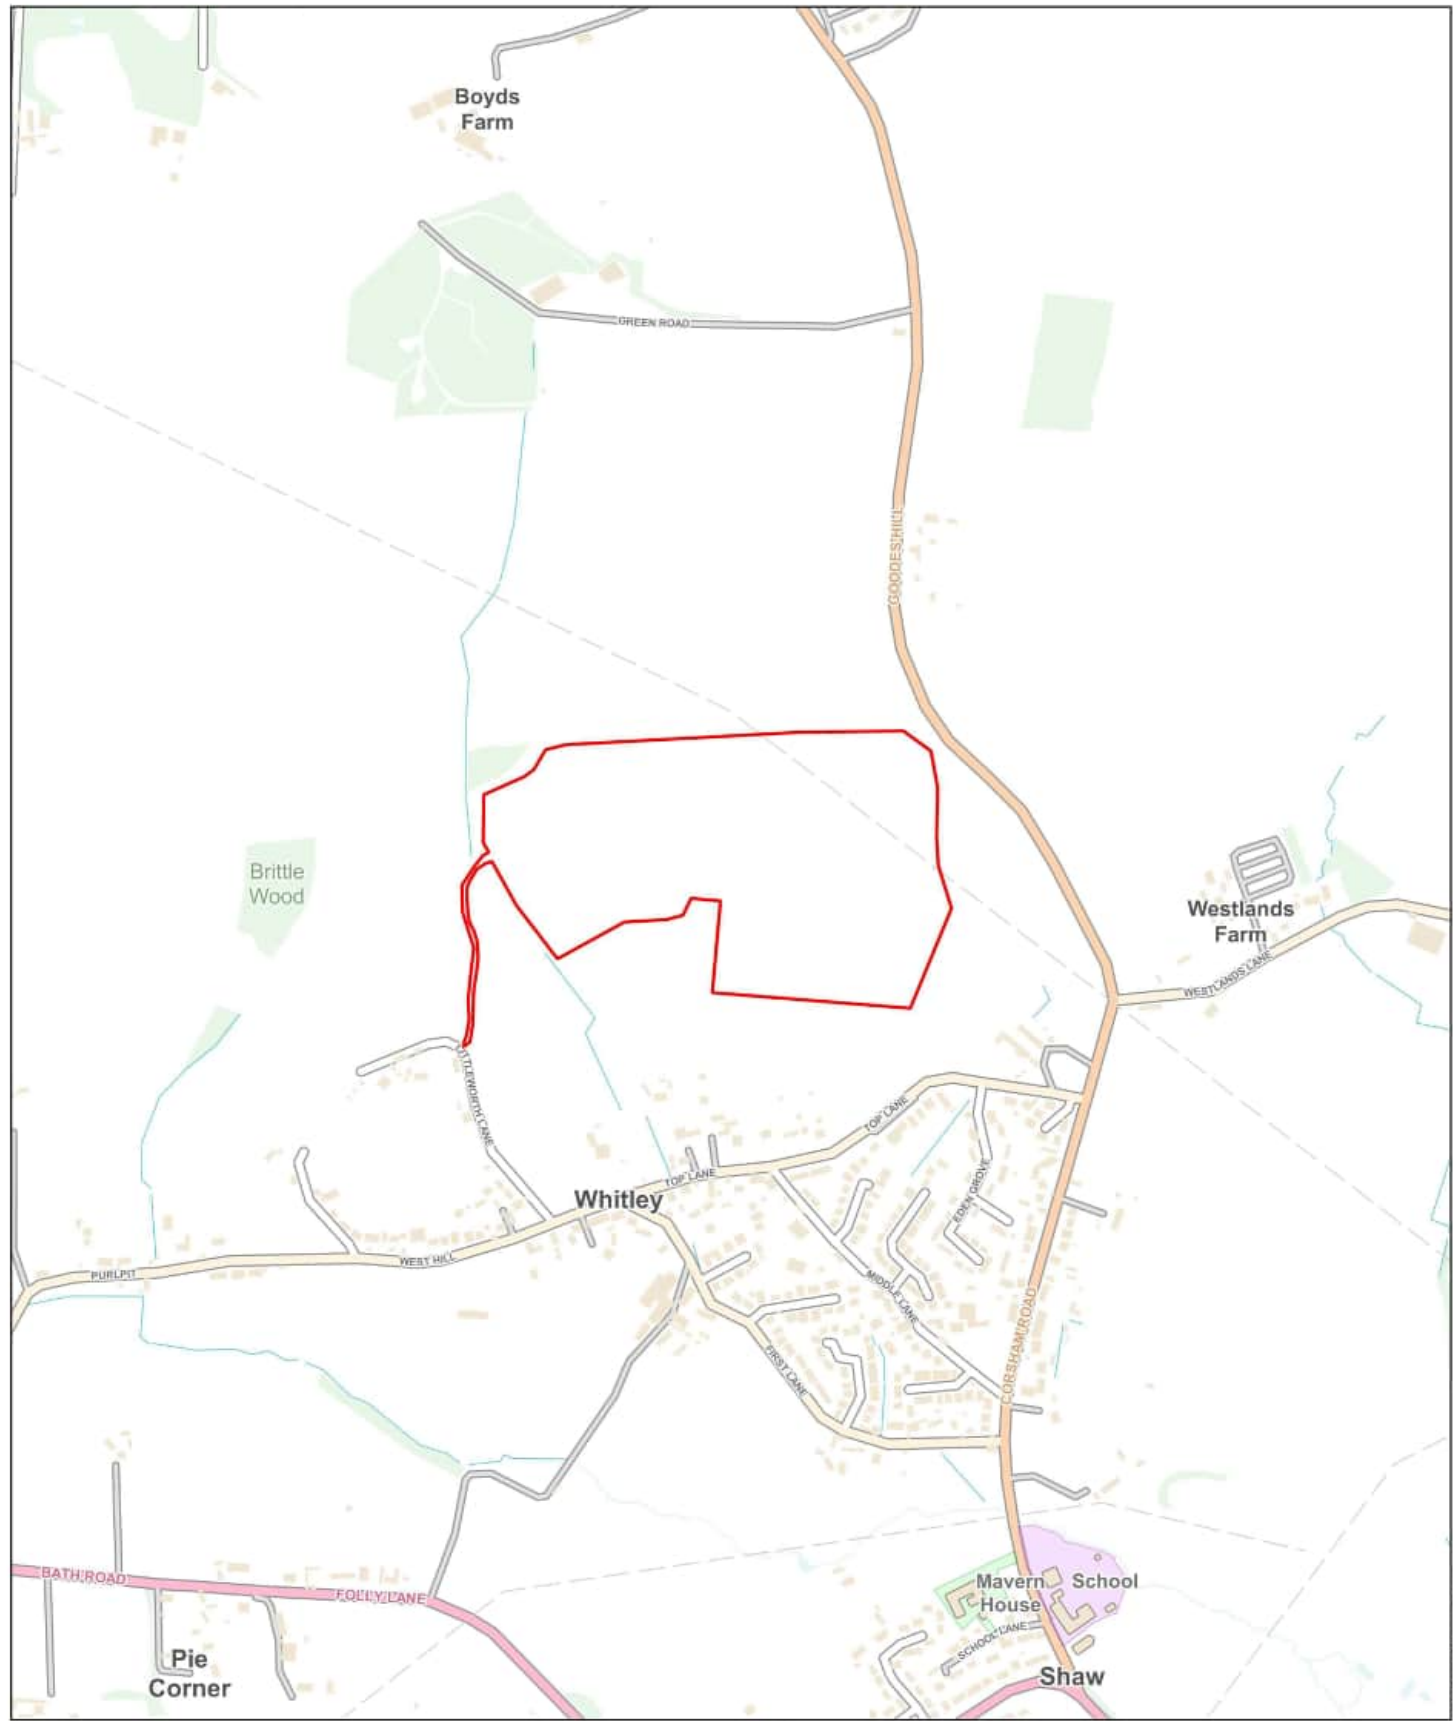 Boyds
Farm
GREEN ROAD
GOODES HILL
Brittle
Wood
Westlands
Farm
WESTLANDS LANE
LITTLEWORTH LANE
TOP LANE
TOP LANE
Whitley
EDEN GROVE
WEST HILL
PURLPIT
MIDDLE LANE
CORSHAM ROAD
FIRST LANE
BATH ROAD
FOLLY LANE
Mavern
House
School
SCHOOL LANE
Pie
Corner
Shaw